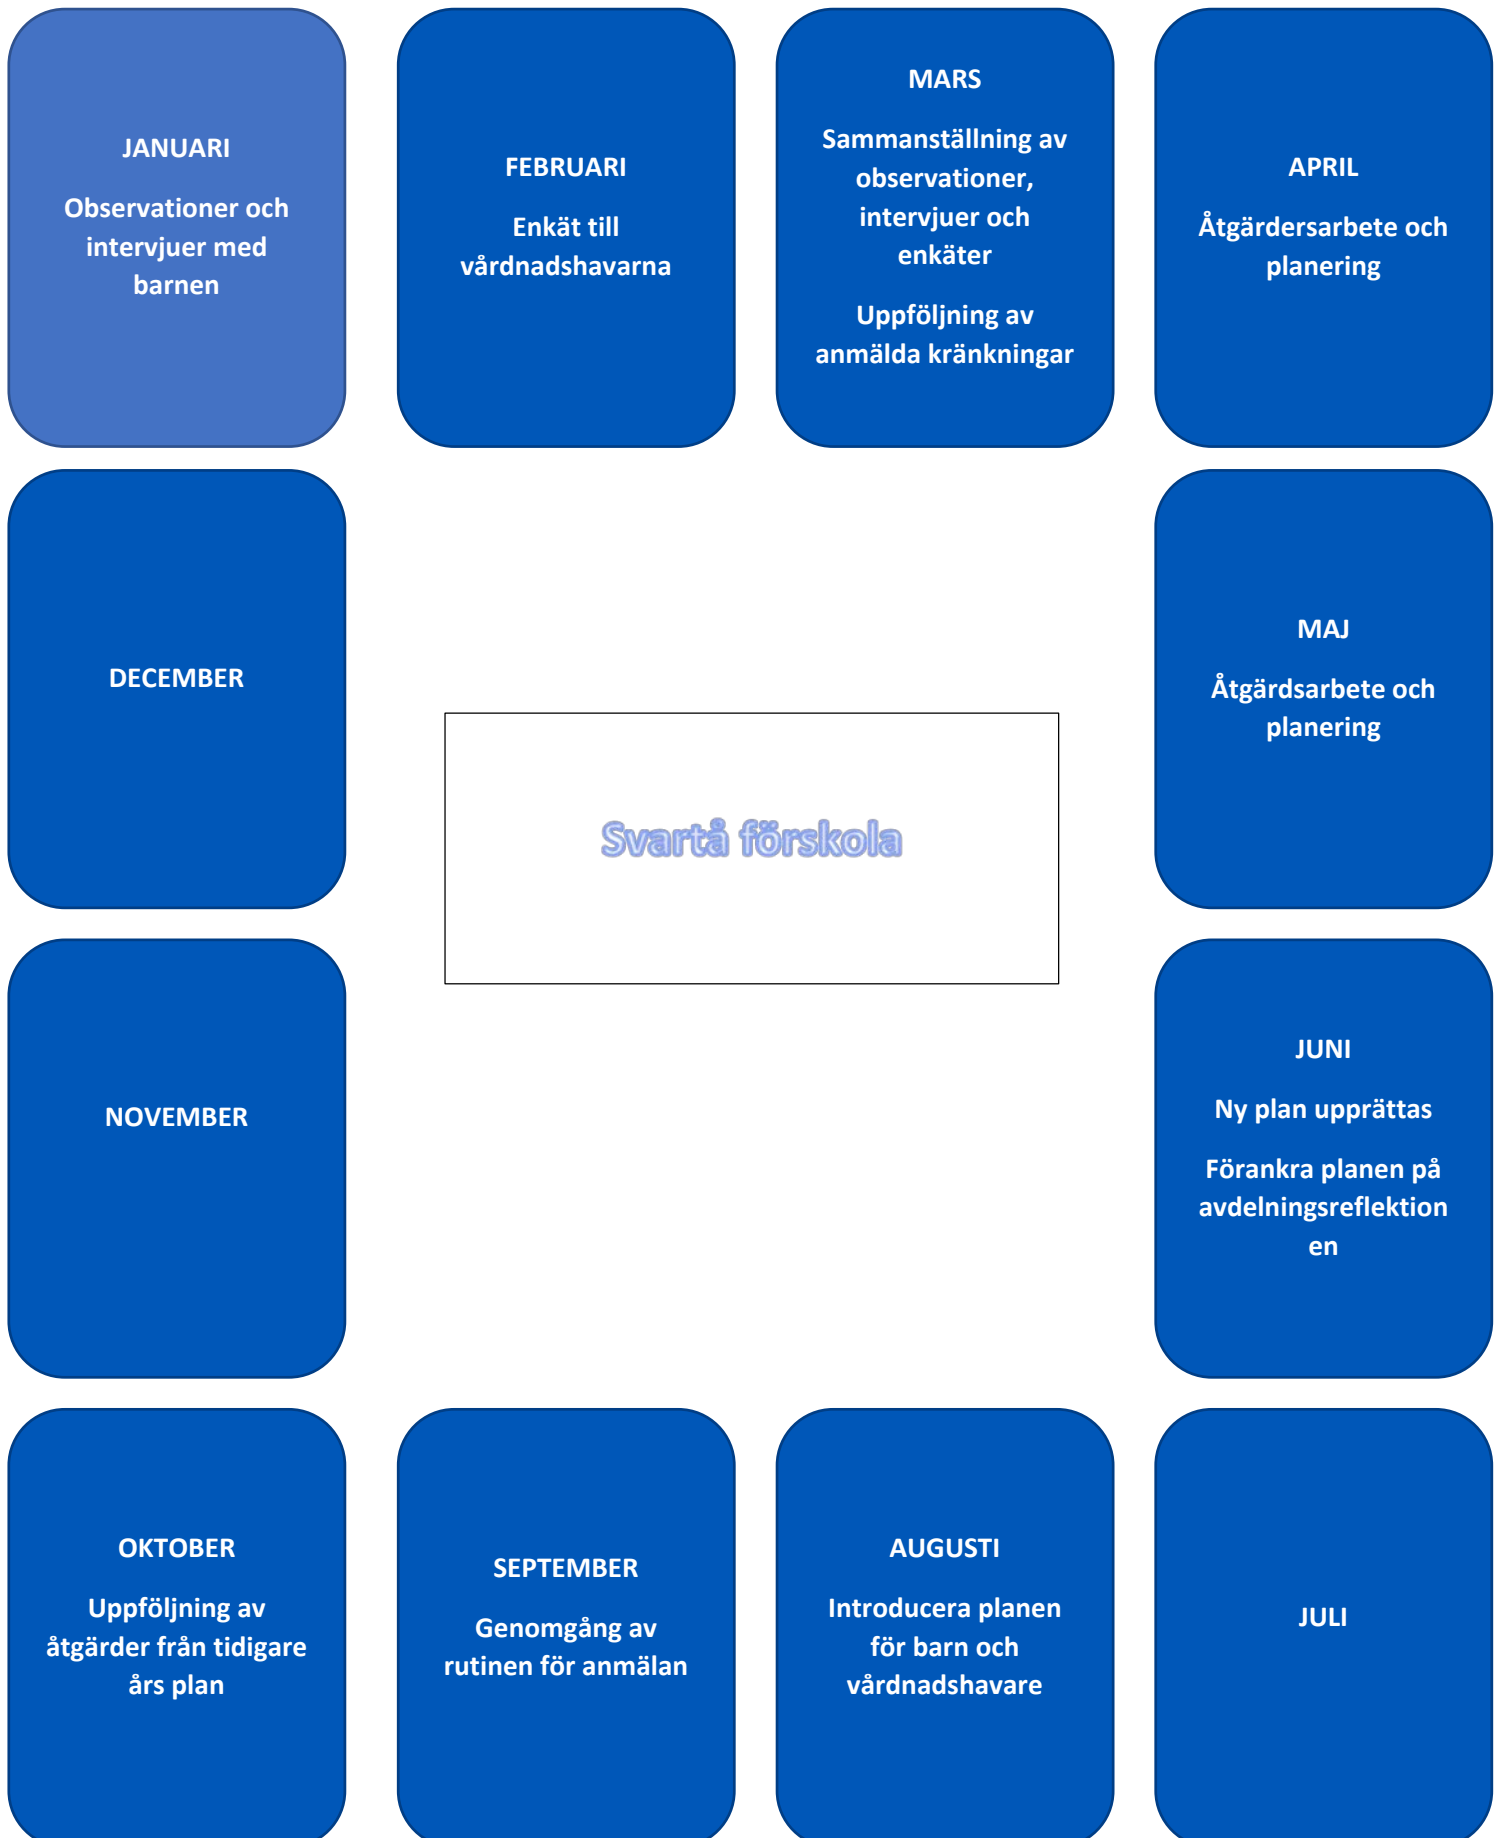 JANUARI
Observationer och
intervjuer med
barnen
FEBRUARI
Enkät till
vårdnadshavarna
MARS
Sammanställning av
observationer,
intervjuer och
enkäter
Uppföljning av
anmälda kränkningar
APRIL
Åtgärdersarbete och
planering
DECEMBER
MAJ
Åtgärdsarbete och
planering
Svartå förskola
NOVEMBER
JUNI
Ny plan upprättas
Förankra planen på
avdelningsreflektion
en
OKTOBER
Uppföljning av
åtgärder från tidigare
års plan
SEPTEMBER
Genomgång av
rutinen för anmälan
AUGUSTI
Introducera planen
för barn och
vårdnadshavare
JULI